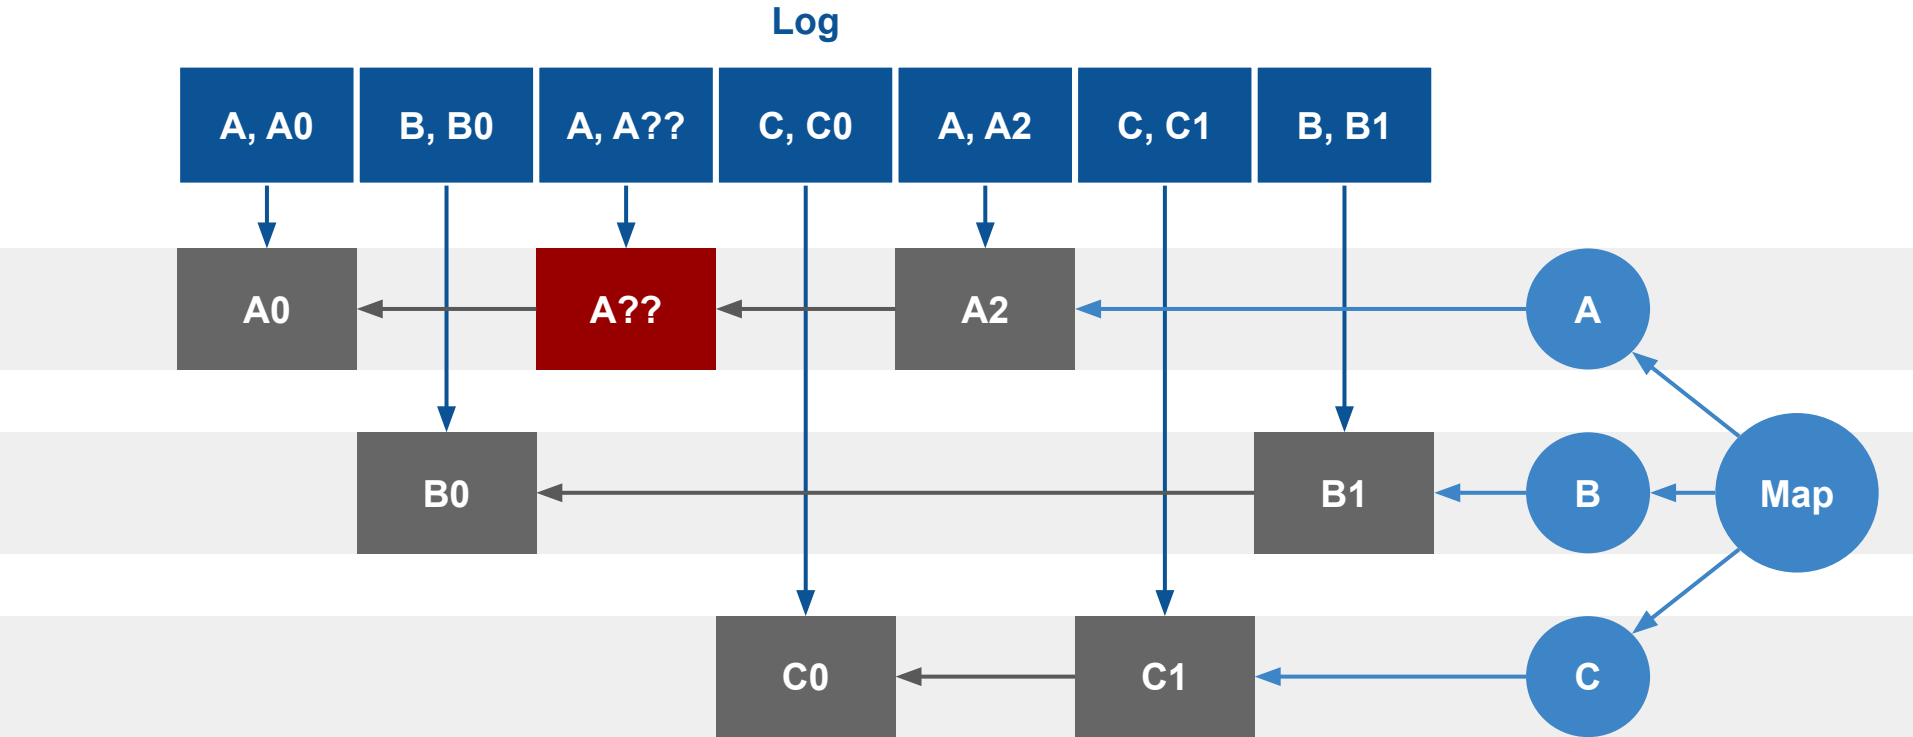 Log
A, A0
B, B0
A, A??
C, C0
A, A2
C, C1
B, B1
A0
A??
A2
A
B0
B1
B
Map
C0
C1
C